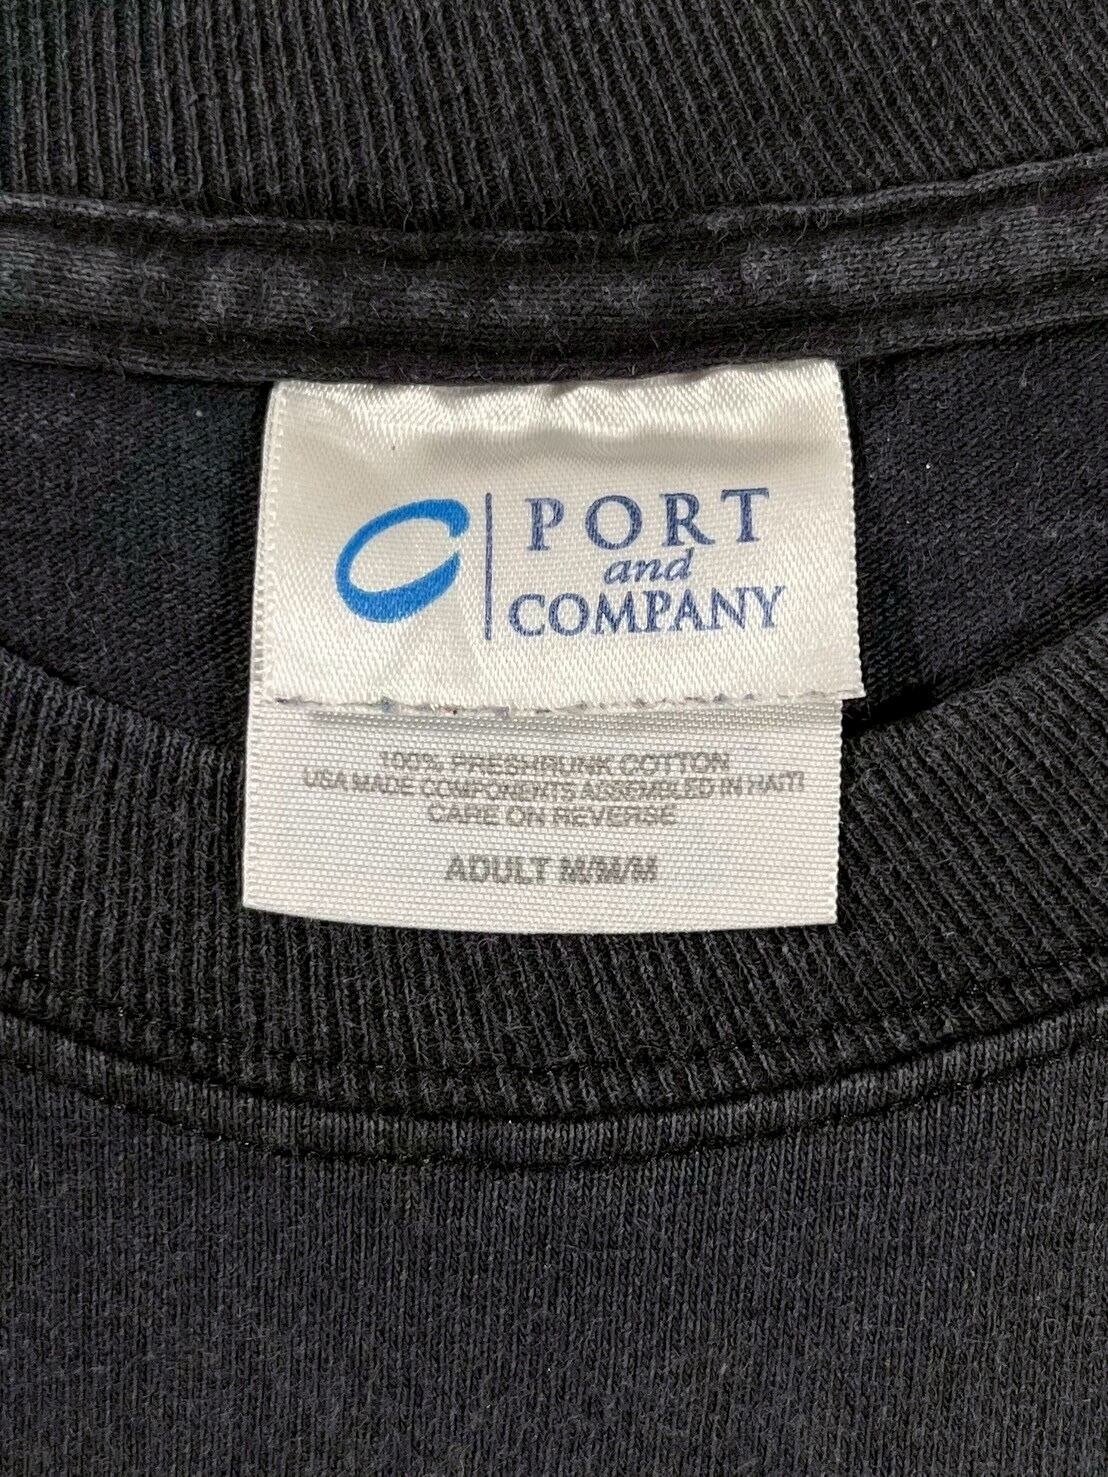 PORT
and
COMPANY
100% PRESHRUNK COTTON
USA MADE COMPONENTS ASSEMBLED IN HAITI
CARE ON REVERSE
ADULT M/M/M